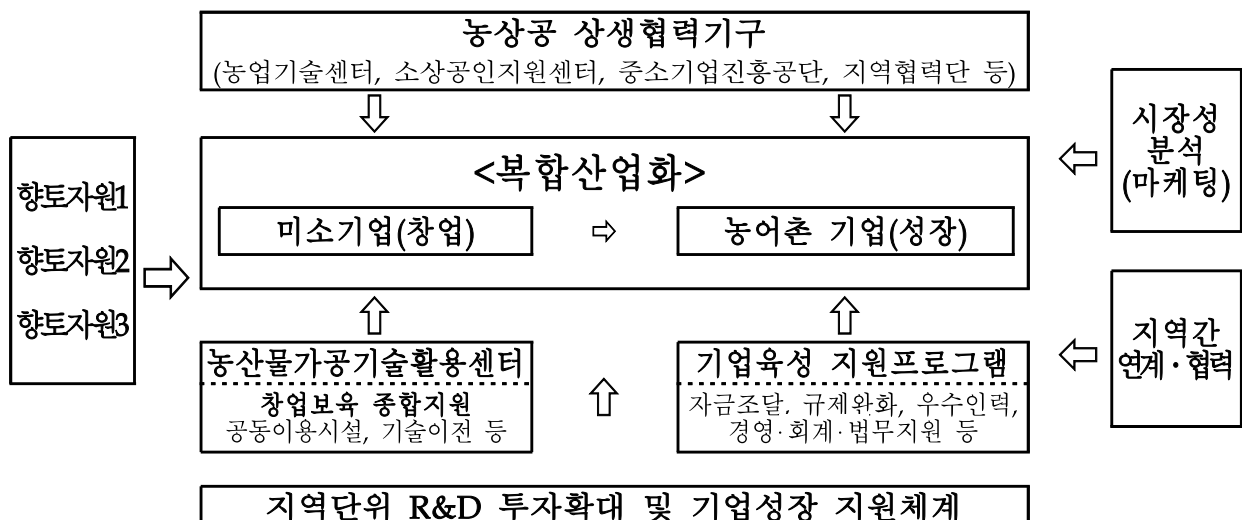 농상공 상생협력기구
(농업기술센터, 소상공인지원센터, 중소기업진흥공단, 지역협력단 등)
향토자원1
향토자원2
향토자원3
<복합산업화>
미소기업(창업)
⇨
농어촌 기업(성장)
시장성
분석
(마케팅)
농산물가공기술활용센터
창업보육 종합지원
공동이용시설, 기술이전 등
기업육성 지원프로그램
자금조달, 규제완화, 우수인력,
경영·회계·법무지원 등
지역간
연계·협력
지역단위 R&D 투자확대 및 기업성장 지원체계